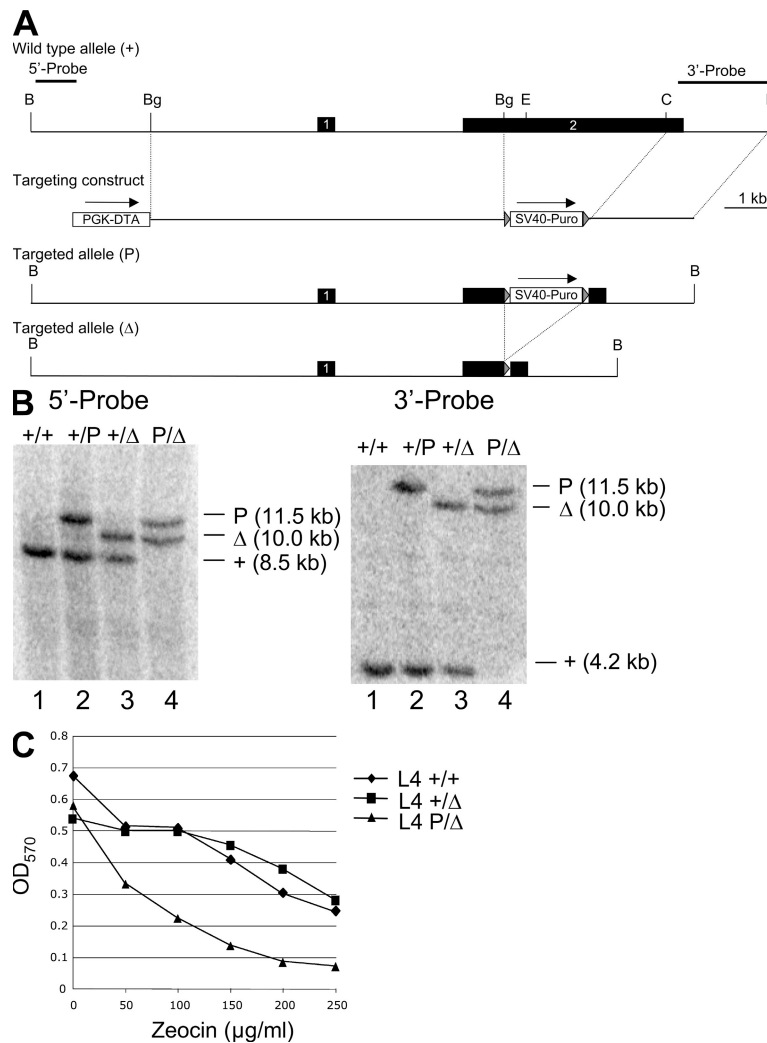 A
Wild type allele (+)
5'-Probe
3'-Probe
B Bg Bg E C
1 2
Targeting construct
PGK-DTA SV40-Puro
1 kb
Targeted allele (P)
B B
1 SV40-Puro
Targeted allele (Δ)
B B
1
B 5'-Probe 3'-Probe
+/+ +/P +/Δ P/Δ
P (11.5 kb)
Δ (10.0 kb)
+ (8.5 kb)
1 2 3 4
+/+ +/P +/Δ P/Δ
P (11.5 kb)
Δ (10.0 kb)
+ (4.2 kb)
1 2 3 4
C
0.8
0.7
0.6
0.5
0.4
0.3
0.2
0.1
0
OD570
0 50 100 150 200 250
Zeocin (µg/ml)
L4 +/+
L4 +/Δ
L4 P/Δ